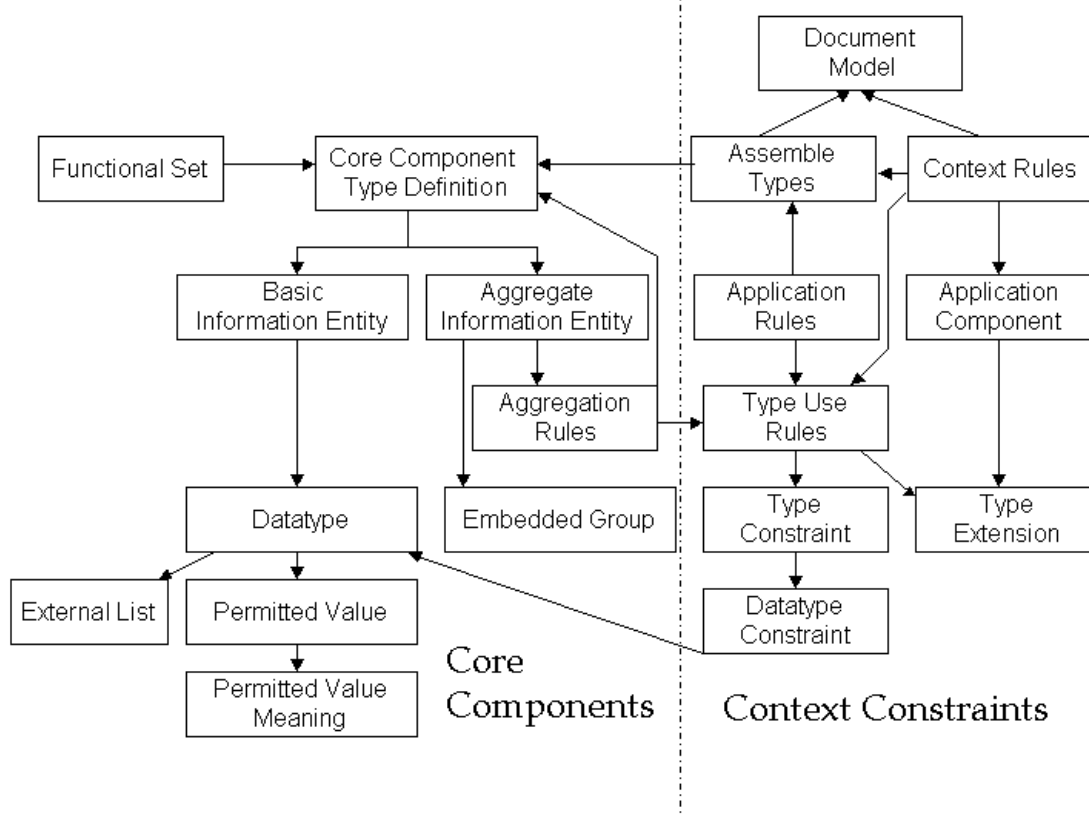 Document
Model
Functional Set
Core Component
Type Definition
Assemble
Types
Context Rules
Basic
Information Entity
Aggregate
Information Entity
Application
Rules
Application
Component
Aggregation
Rules
Type Use
Rules
Datatype
Embedded Group
Type
Constraint
Type
Extension
External List
Permitted Value
Datatype
Constraint
Permitted Value
Meaning
Core
Components
Context Constraints